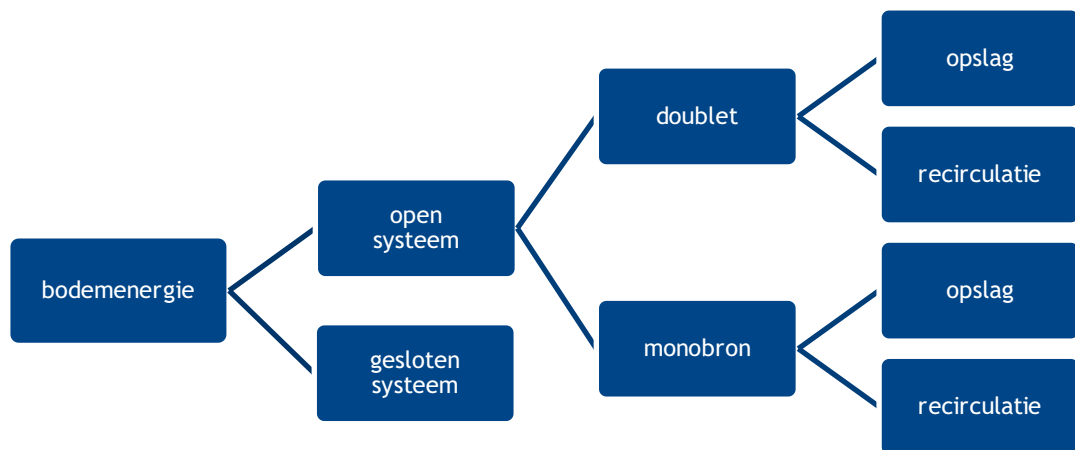 bodemenergie
open
systeem
gesloten
systeem
doublet
monobron
opslag
recirculatie
opslag
recirculatie